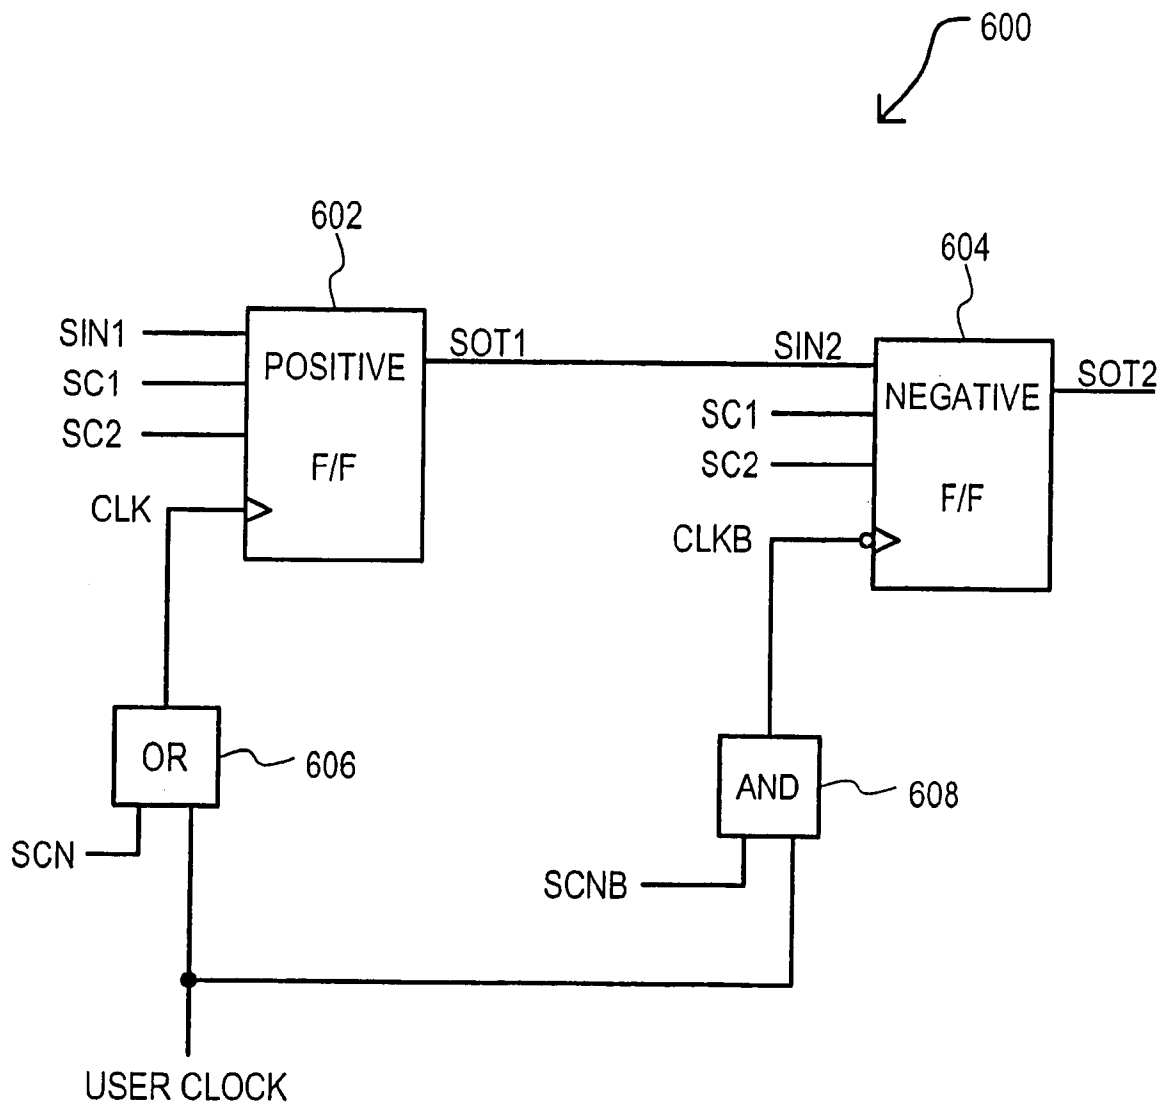 600
602
604
SIN1
SC1
SC2
CLK
POSITIVE
F/F
SOT1
SIN2
SC1
SC2
CLKB
NEGATIVE
F/F
SOT2
OR
606
AND
608
SCN
SCNB
USER CLOCK